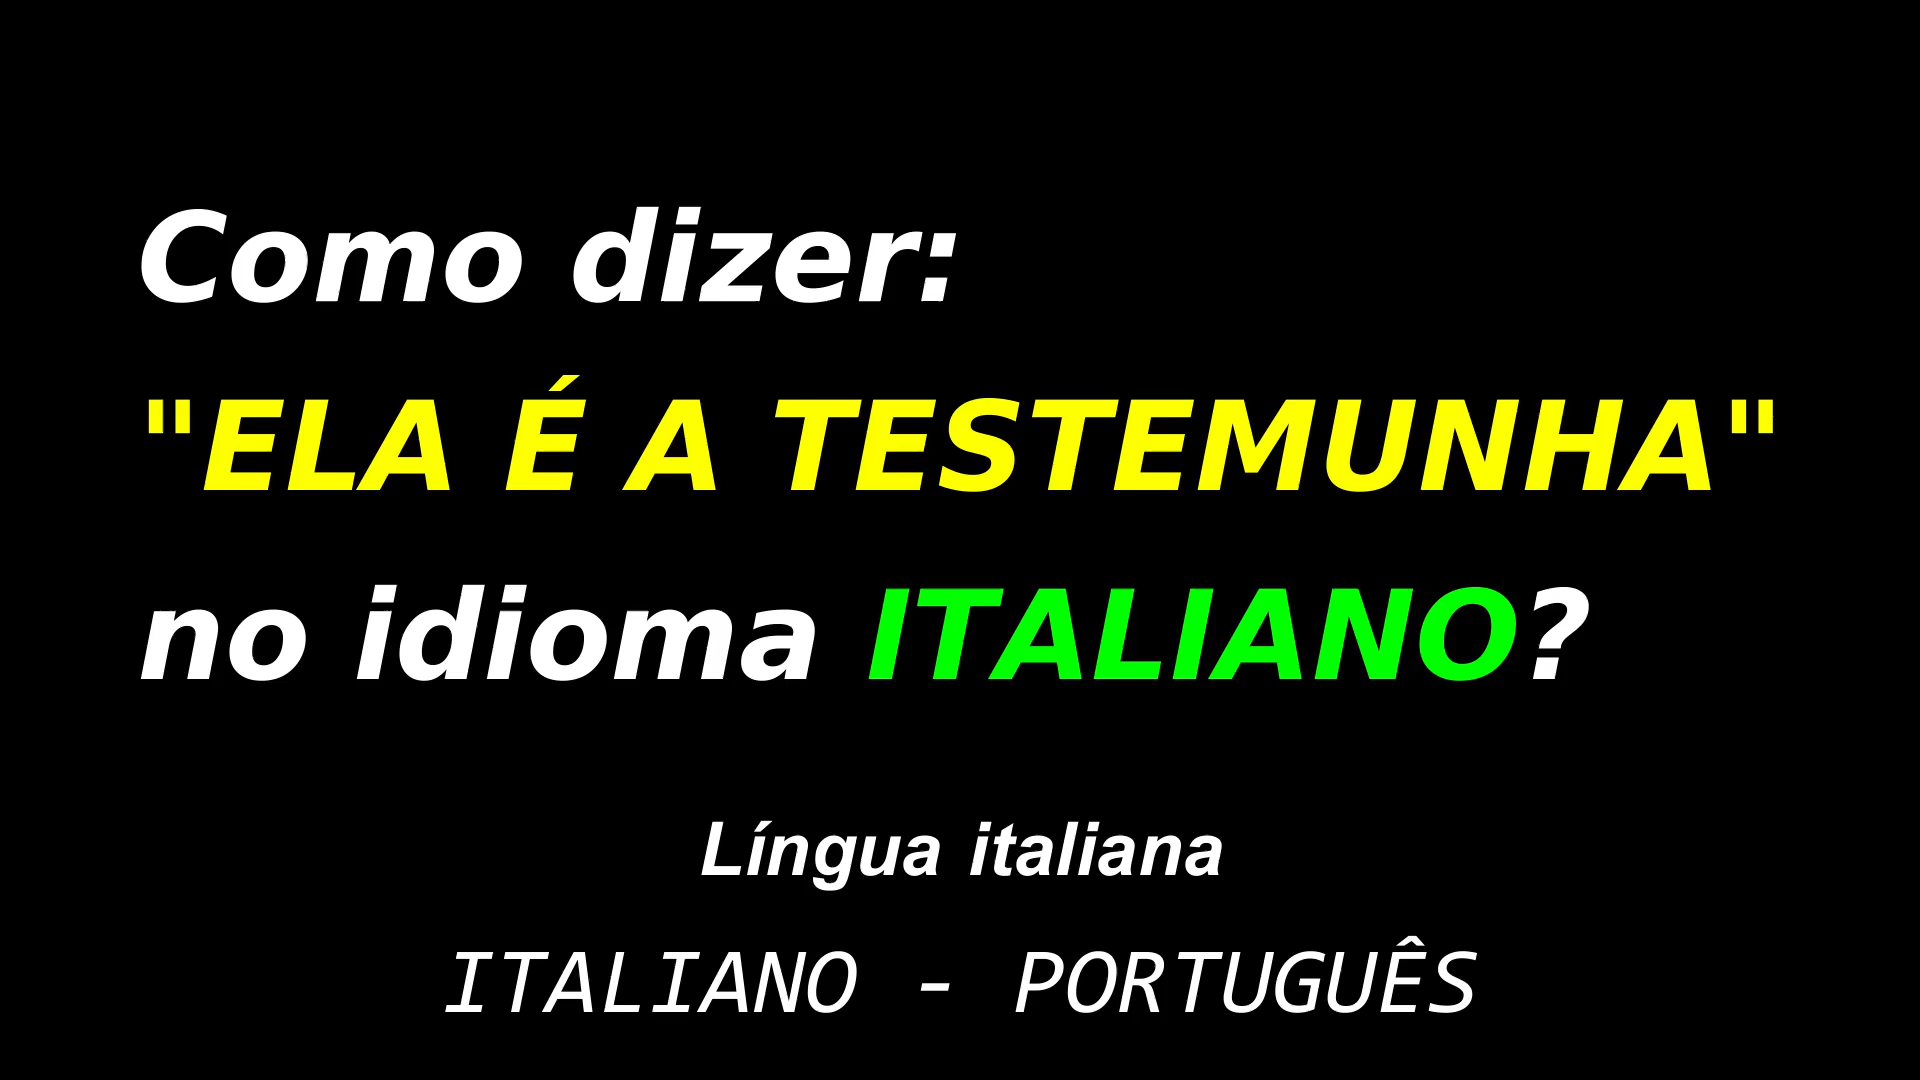 Como dizer:
"ELA É A TESTEMUNHA"
no idioma ITALIANO?
Língua italiana
ITALIANO - PORTUGUÊS